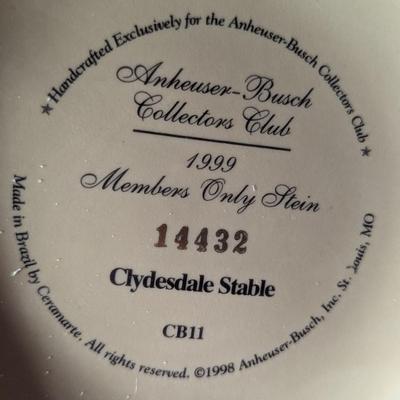 ★ Handcrafted Exclusively for the Anheuser-Busch Collectors Club ★
Anheuser-Busch
Collectors Club
1999
Members Only Stein
14432
Clydesdale Stable
CB11
Made in Brazil by Ceramarte. All rights reserved. ©1998 Anheuser-Busch, Inc. St. Louis, MO